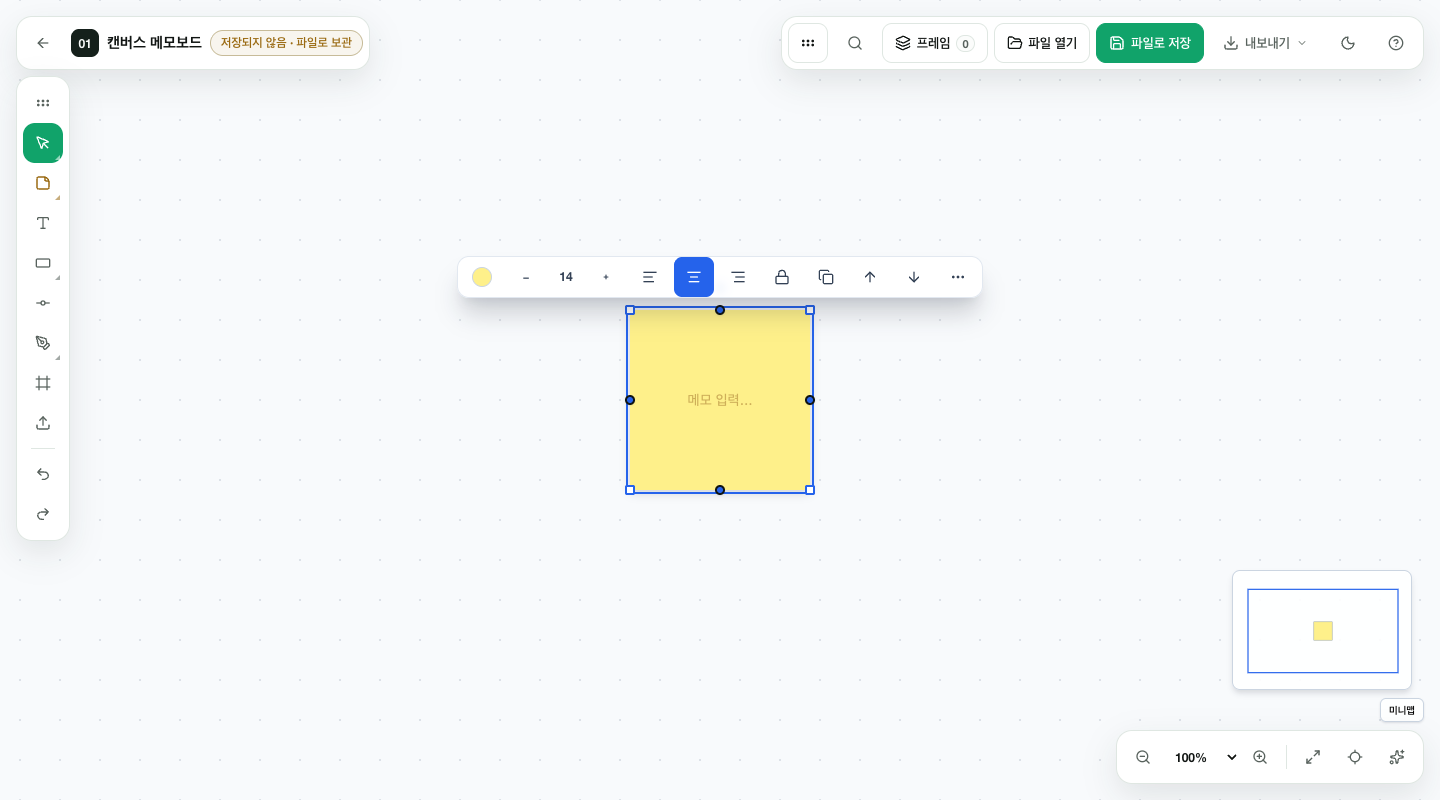 01 캔버스 메모보드 저장되지 않음 · 파일로 보관
프레임 0 파일 열기 파일로 저장 내보내기
T
– 14 +
메모 입력...
미니맵
100%